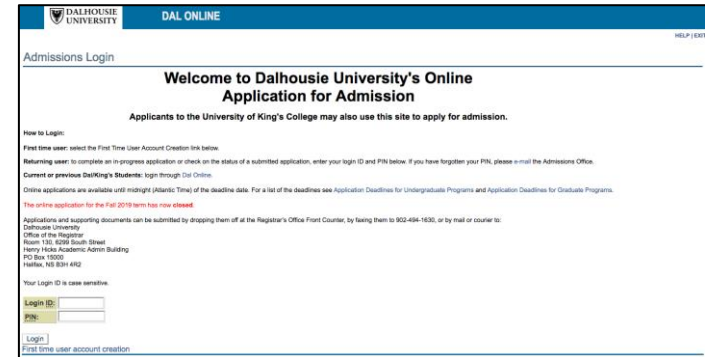 DALHOUSIE
UNIVERSITY
DAL ONLINE
HELP | EXIT
Admissions Login
Welcome to Dalhousie University's Online
Application for Admission
Applicants to the University of King's College may also use this site to apply for admission.
How to Login:
First time user: select the First Time User Account Creation link below.
Returning user: to complete an in-progress application or check on the status of a submitted application, enter your login ID and PIN below. If you have forgotten your PIN, please e-mail the Admissions Office.
Current or previous Dal/King's Students: login through Dal Online.
Online applications are available until midnight (Atlantic Time) of the deadline date. For a list of the deadlines see Application Deadlines for Undergraduate Programs and Application Deadlines for Graduate Programs.
The online application for the Fall 2019 term has now closed.
Applications and supporting documents can be submitted by dropping them off at the Registrar's Office Front Counter, by faxing them to 902-494-1630, or by mail or courier to:
Dalhousie University
Office of the Registrar
Room 130, 6299 South Street
Henry Hicks Academic Admin Building
PO Box 15000
Halifax, NS B3H 4R2
Your Login ID is case sensitive.
Login ID:
PIN:
Login
First time user account creation